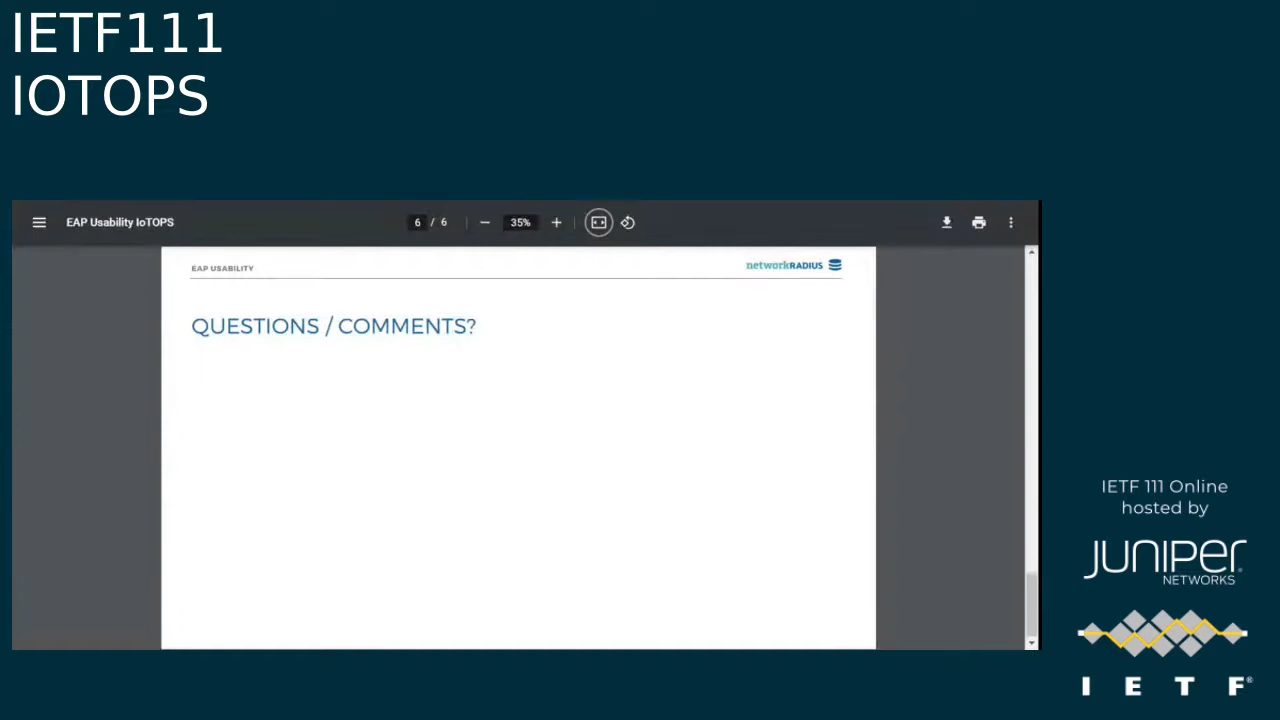 IETF111
IOTOPS
EAP Usability IoTOPS
6 / 6
35%
EAP USABILITY
networkRADIUS
QUESTIONS / COMMENTS?
IETF 111 Online
hosted by
JUNIPER
NETWORKS
I E T F®